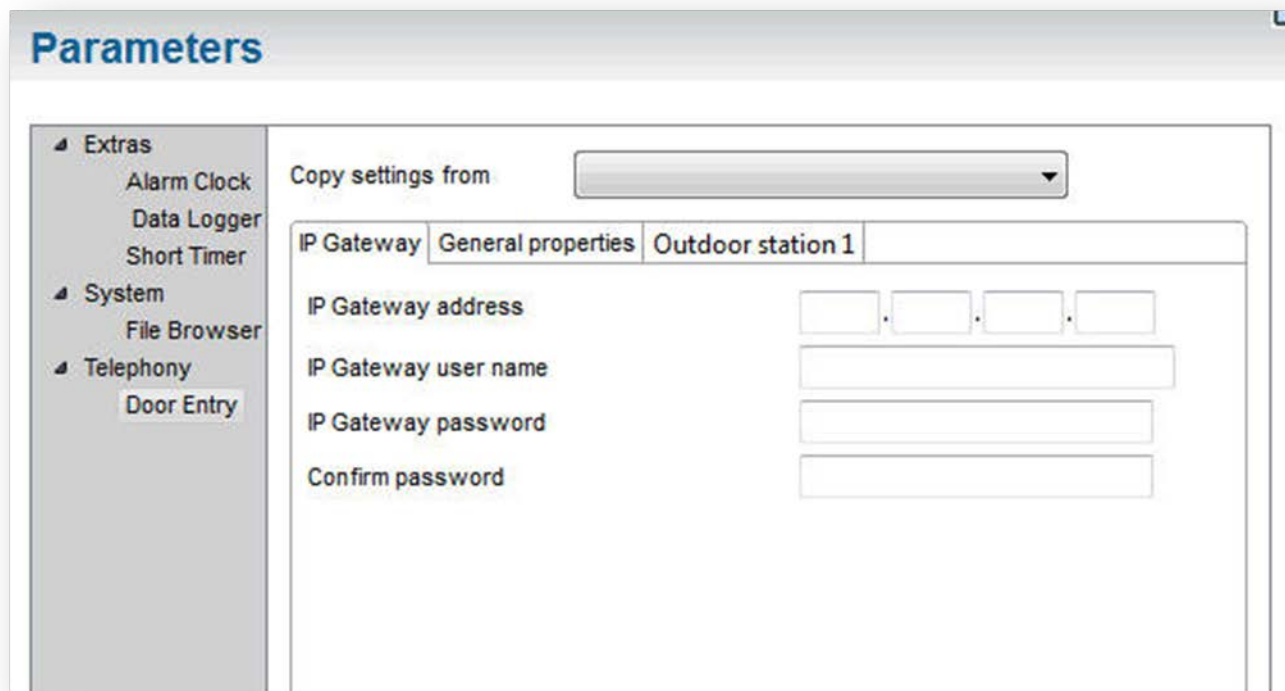 Parameters
Extras
Alarm Clock
Data Logger
Short Timer
System
File Browser
Telephony
Door Entry
Copy settings from
IP Gateway
General properties
Outdoor station 1
IP Gateway address
. . .
IP Gateway user name
IP Gateway password
Confirm password